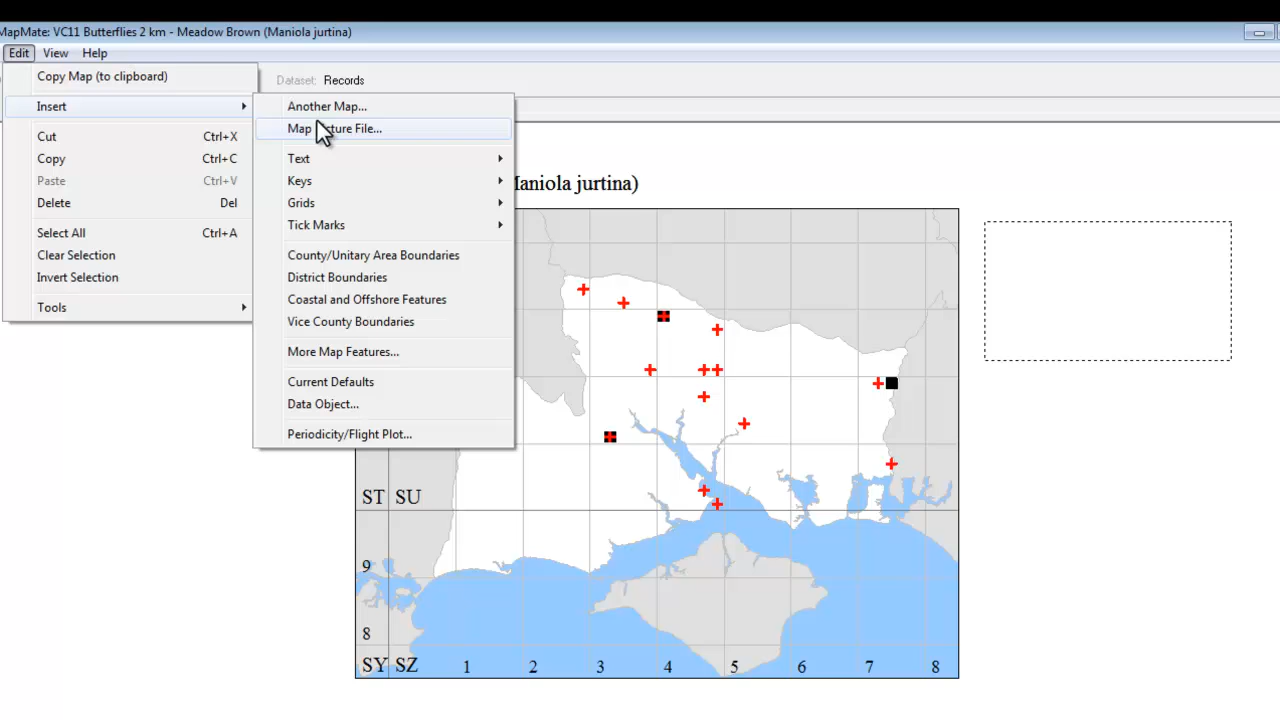 MapMate: VC11 Butterflies 2 km - Meadow Brown (Maniola jurtina)
Edit View Help
Copy Map (to clipboard)
Dataset: Records
Insert
Another Map...
Cut Ctrl+X
Map ture File...
Copy Ctrl+C
Text
Paste Ctrl+V
Keys
Maniola jurtina)
Delete Del
Grids
Select All Ctrl+A
Tick Marks
Clear Selection
County/Unitary Area Boundaries
Invert Selection
District Boundaries
Tools
Coastal and Offshore Features
Vice County Boundaries
More Map Features...
Current Defaults
Data Object...
Periodicity/Flight Plot...
ST SU
9
8
SY SZ 1 2 3 4 5 6 7 8